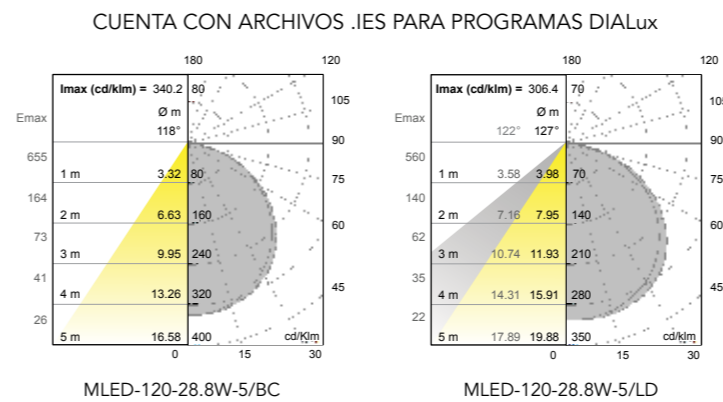 CUENTA CON ARCHIVOS .IES PARA PROGRAMAS DIALux
180 120
Imax (cd/klm) = 340.2 80
105
Ø m
Emax 118°
90
655
1 m 3.32 80 75
164
2 m 6.63 160 60
73
3 m 9.95 240
41 45
4 m 13.26 320
26
5 m 16.58 400 cd/Klm
0 15 30
MLED-120-28.8W-5/BC
180 120
Imax (cd/klm) = 306.4 70
105
Ø m
Emax 122° 127°
90
560
1 m 3.58 3.98 70 75
140
2 m 7.16 7.95 140 60
62
3 m 10.74 11.93 210
35 45
4 m 14.31 15.91 280
22
5 m 17.89 19.88 350 cd/klm
0 15 30
MLED-120-28.8W-5/LD